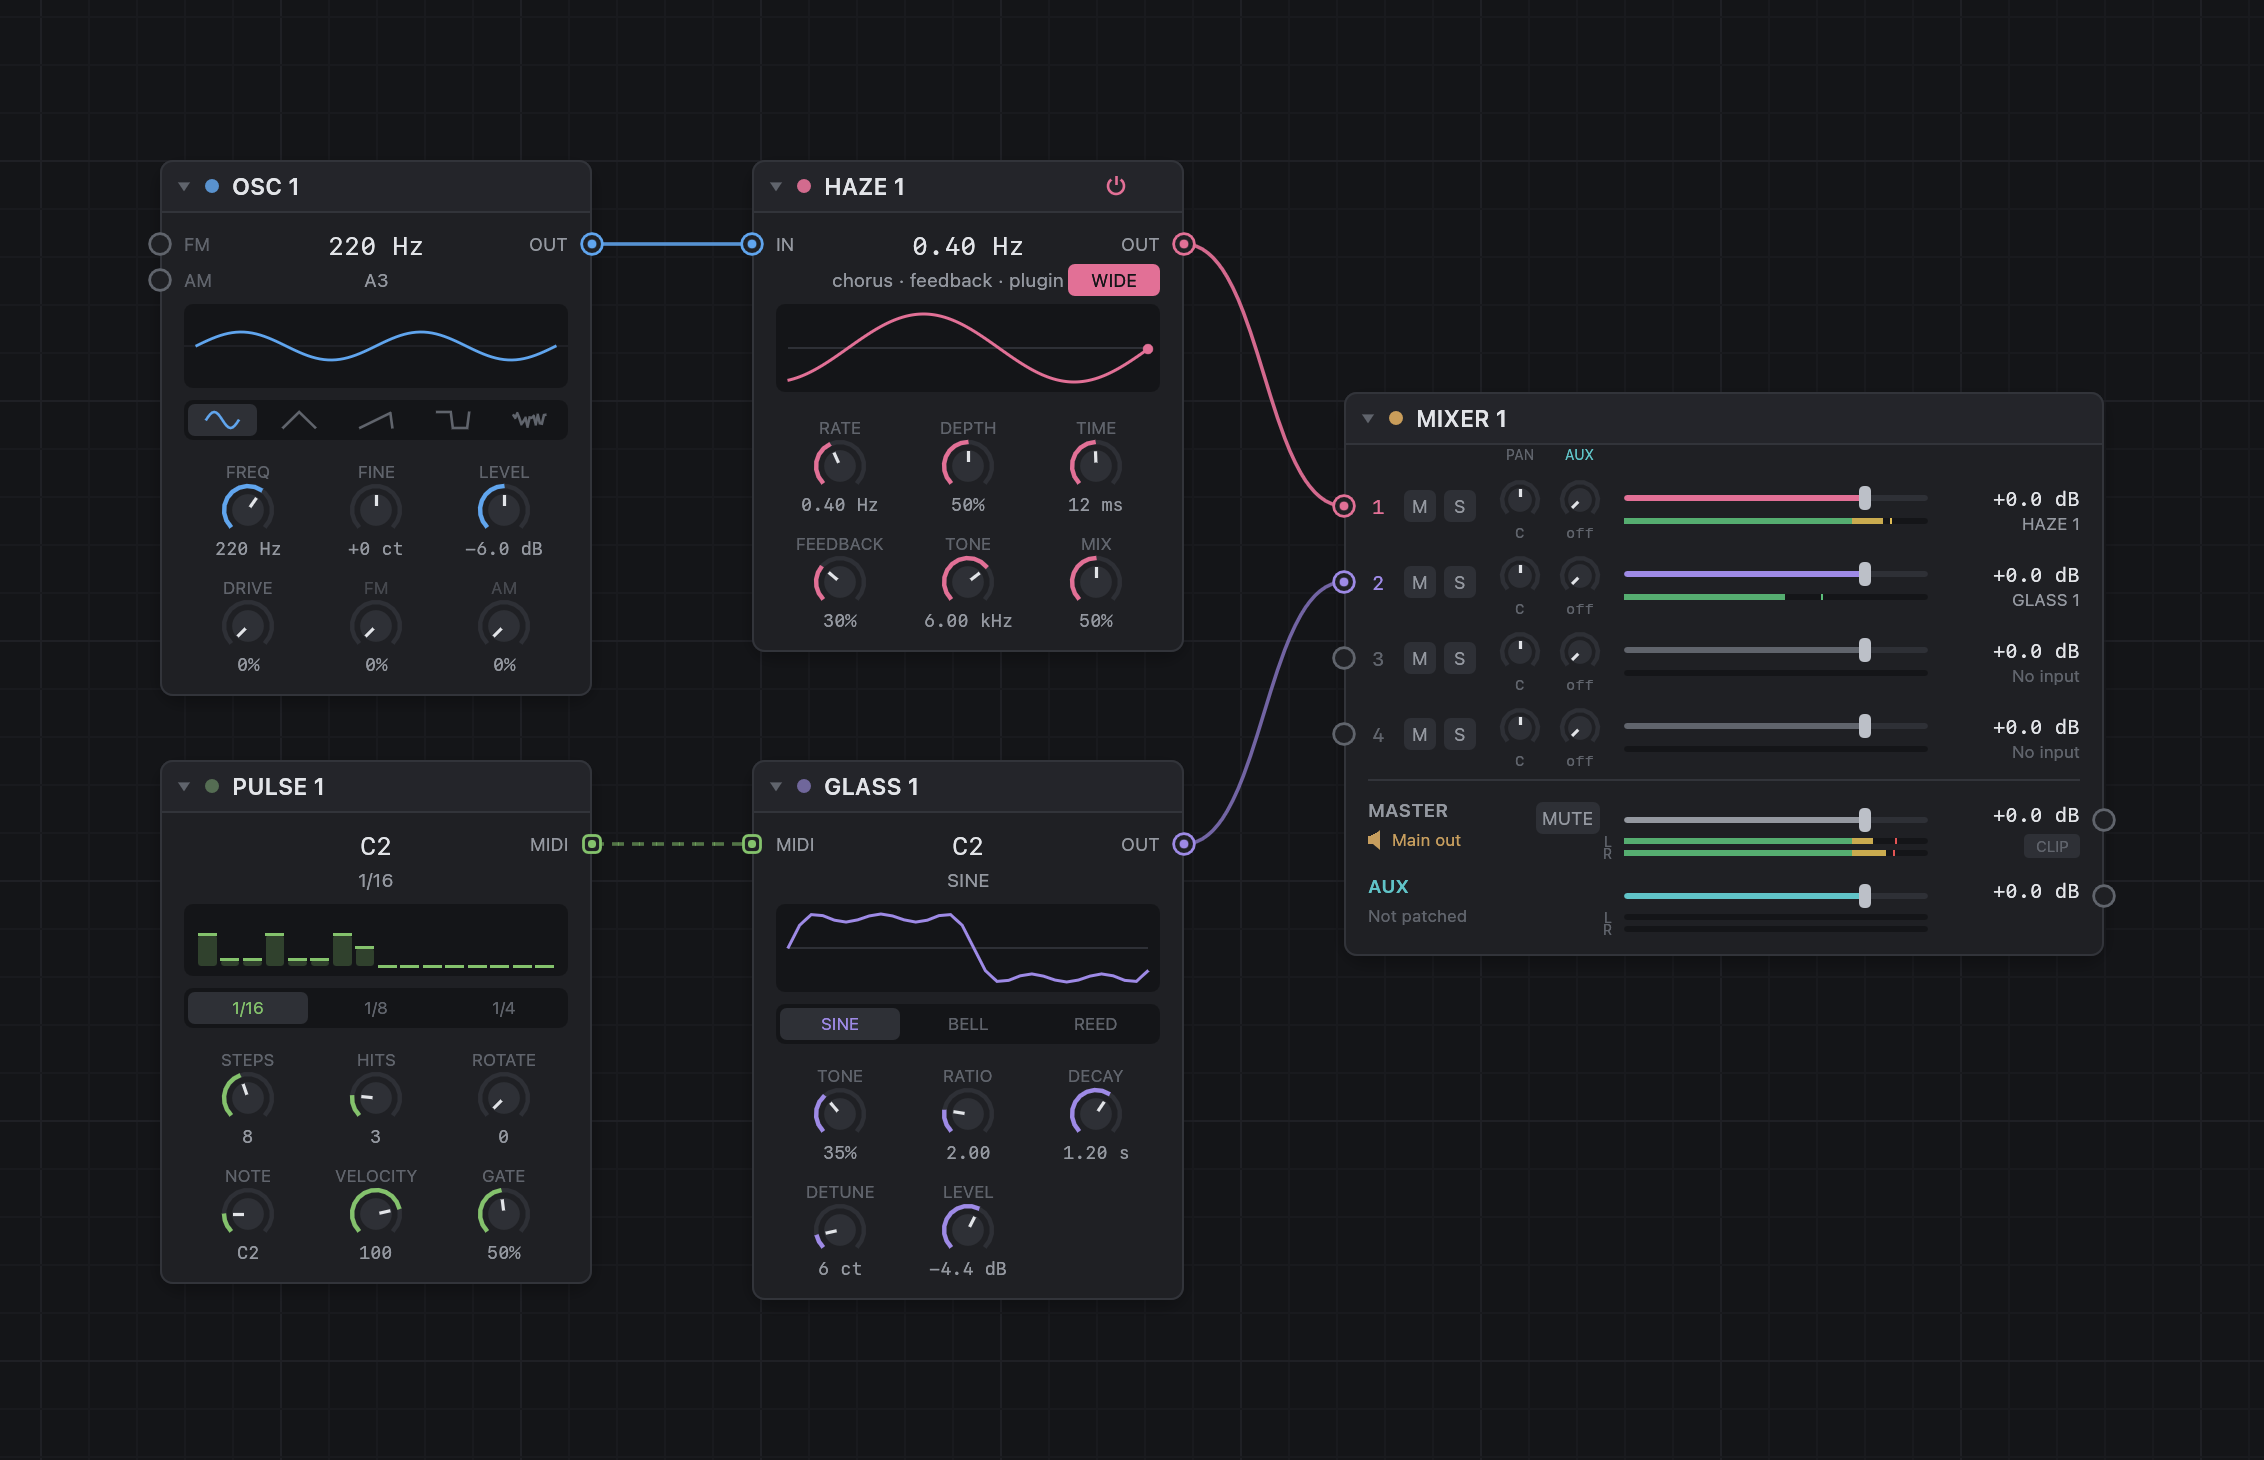 OSC 1
FM
220 Hz
OUT
AM
A3
FREQ
FINE
LEVEL
220 Hz
+0 ct
−6.0 dB
DRIVE
FM
AM
0%
0%
0%
HAZE 1
IN
0.40 Hz
OUT
chorus · feedback · plugin
WIDE
RATE
DEPTH
TIME
0.40 Hz
50%
12 ms
FEEDBACK
TONE
MIX
30%
6.00 kHz
50%
PULSE 1
C2
MIDI
1/16
1/16
1/8
1/4
STEPS
HITS
ROTATE
8
3
0
NOTE
VELOCITY
GATE
C2
100
50%
GLASS 1
MIDI
C2
OUT
SINE
SINE
BELL
REED
TONE
RATIO
DECAY
35%
2.00
1.20 s
DETUNE
LEVEL
6 ct
−4.4 dB
MIXER 1
PAN
AUX
1
M
S
C
off
+0.0 dB
HAZE 1
2
M
S
C
off
+0.0 dB
GLASS 1
3
M
S
C
off
+0.0 dB
No input
4
M
S
C
off
+0.0 dB
No input
MASTER
MUTE
+0.0 dB
Main out
L
R
CLIP
AUX
+0.0 dB
Not patched
L
R